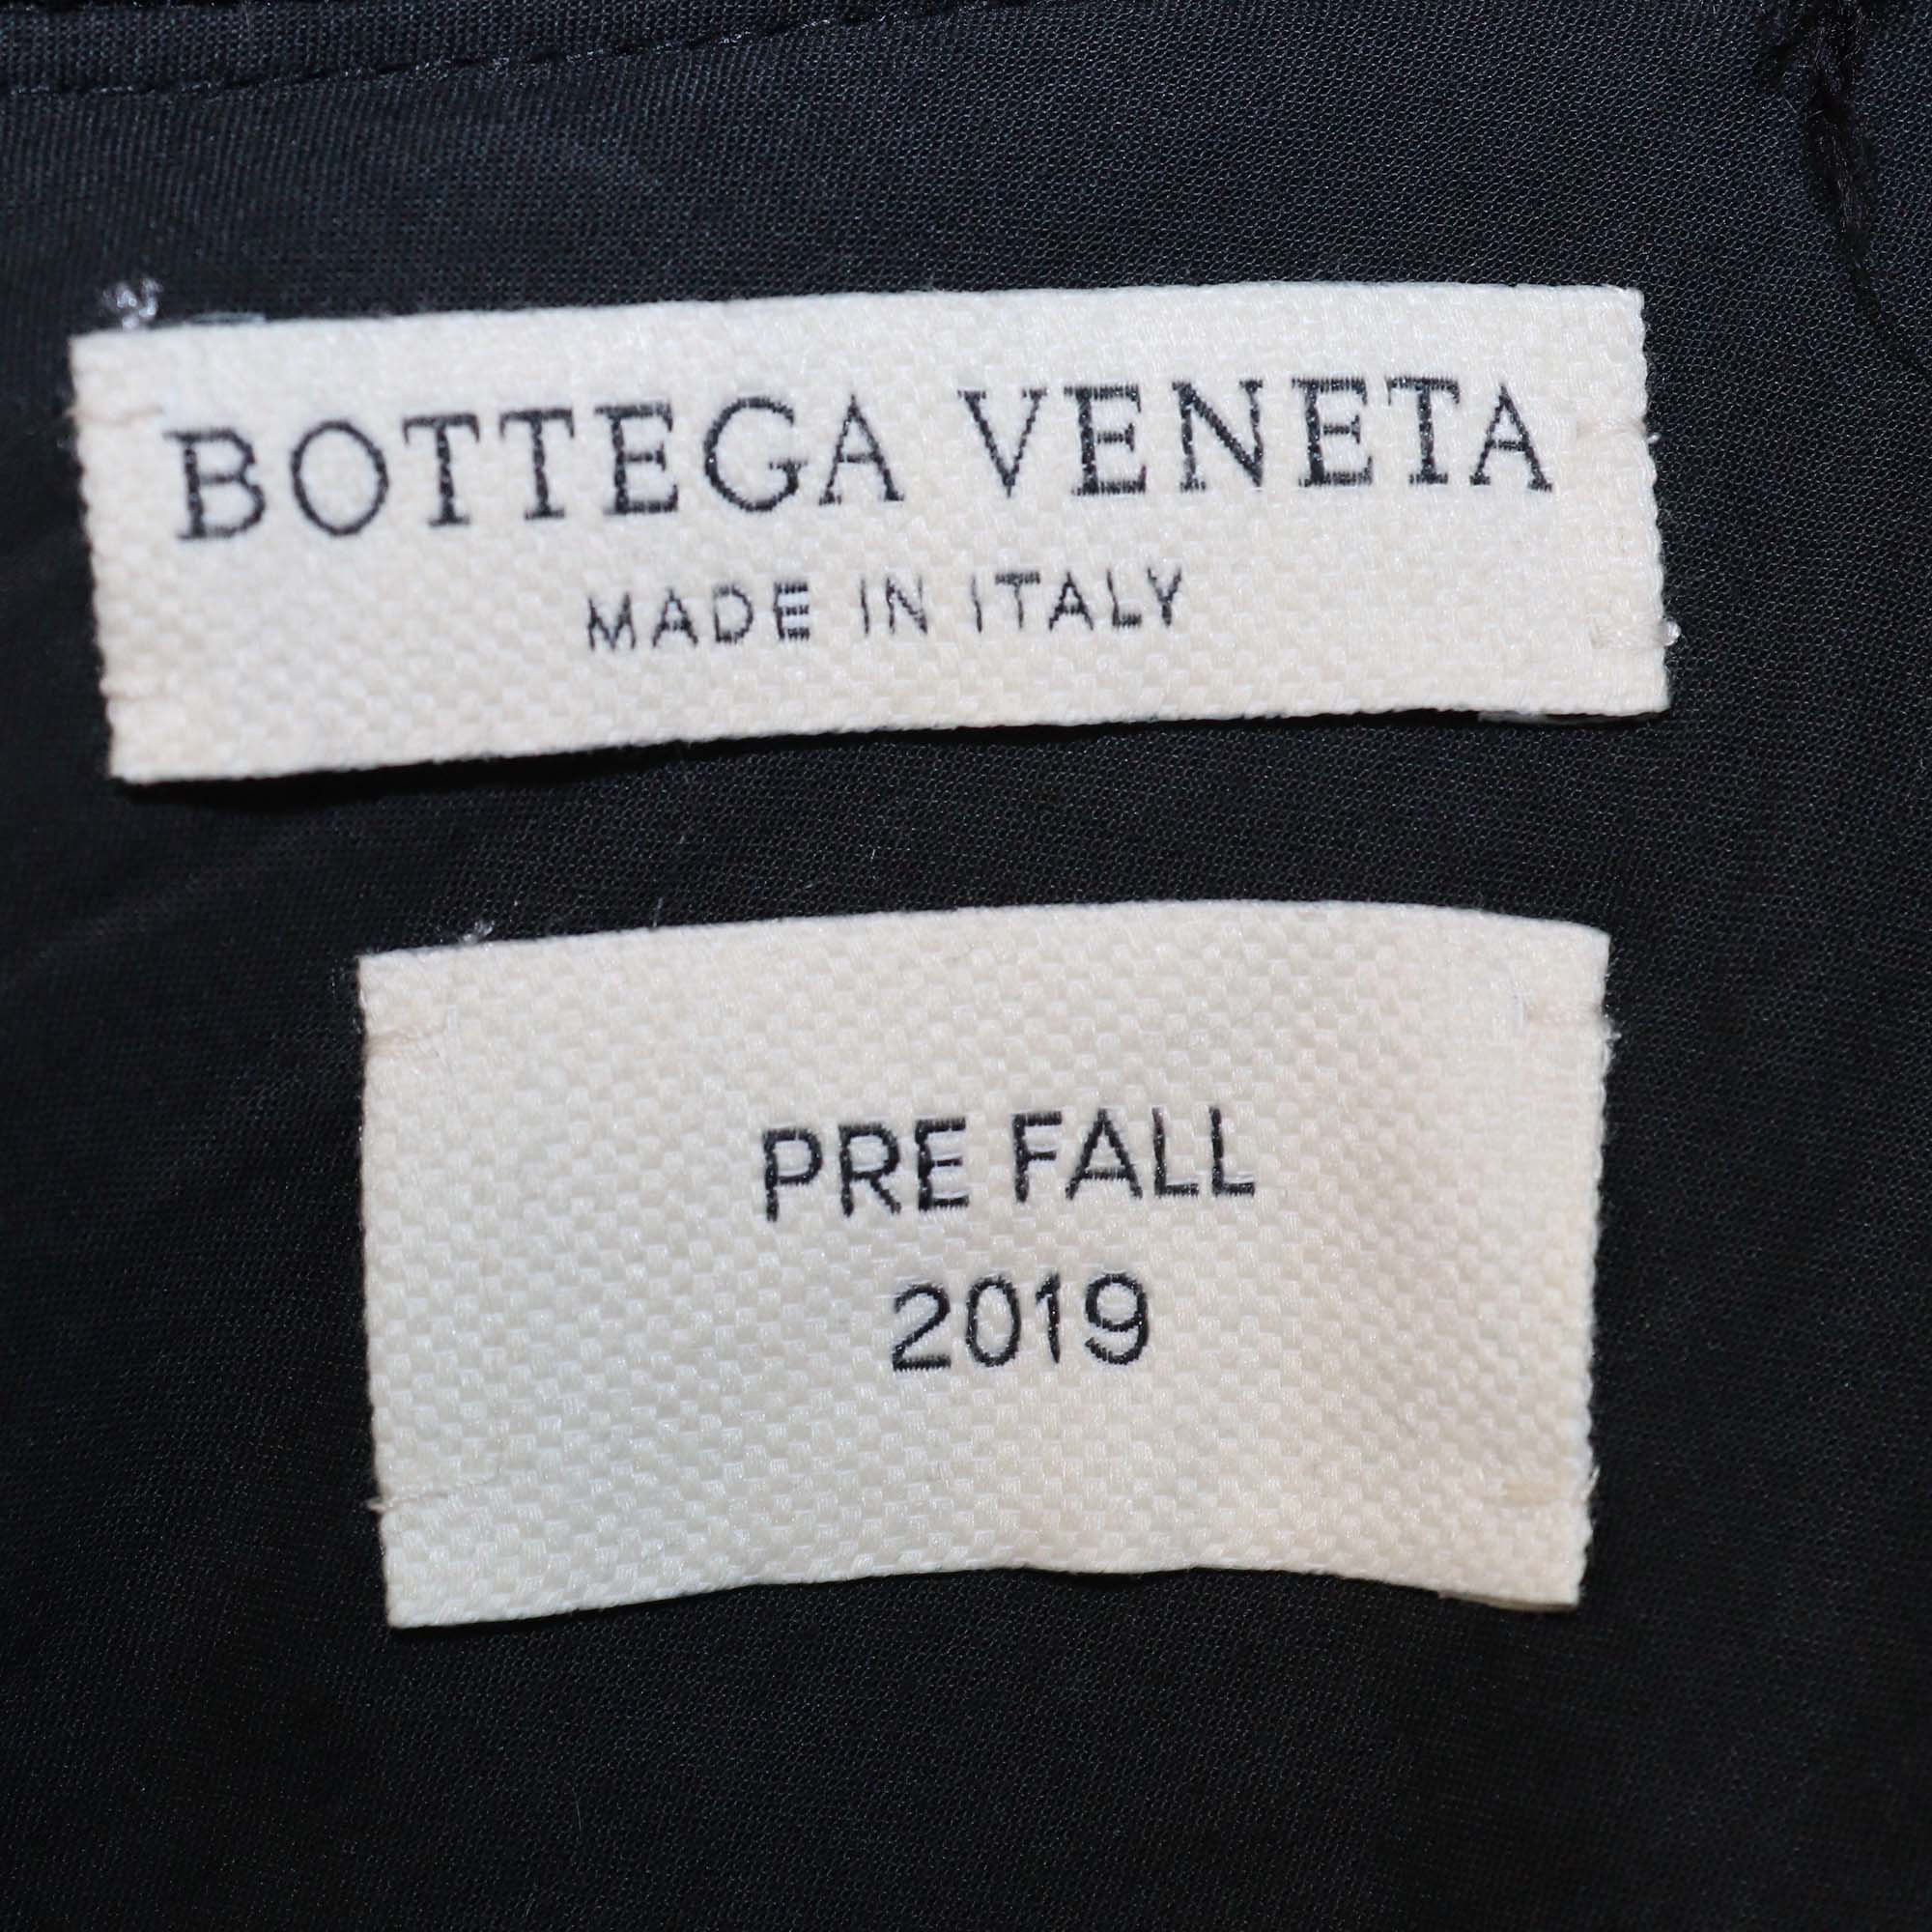 BOTTEGA VENETA
MADE IN ITALY
PRE FALL
2019